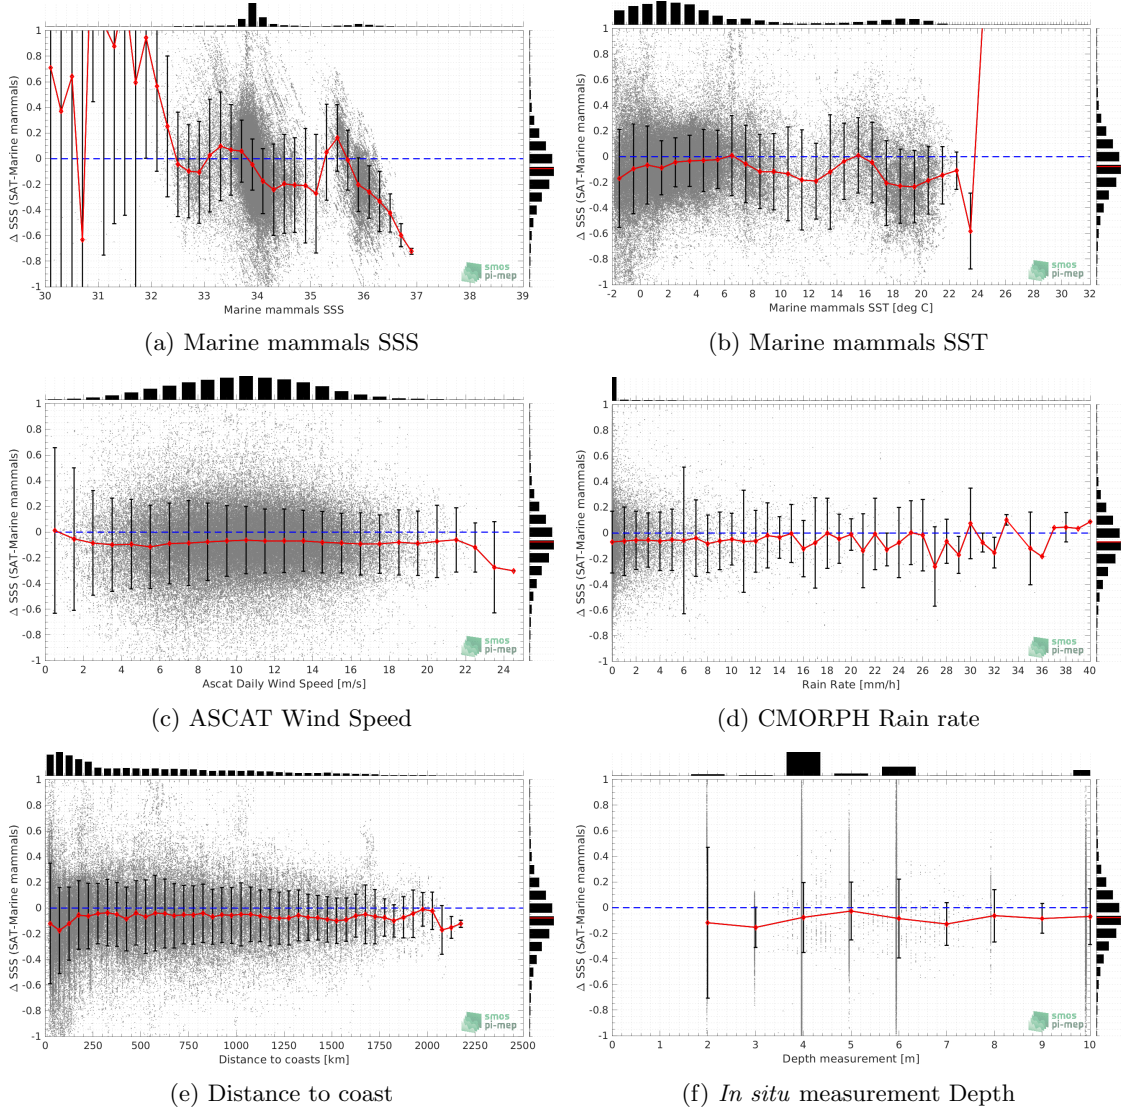 1
0.8
0.6
0.4
0.2
0
-0.2
-0.4
-0.6
-0.8
-1
Δ SSS (SAT-Marine mammals)
30 31 32 33 34 35 36 37 38 39
Marine mammals SSS
smos
pi-mep
(a) Marine mammals SSS
1
0.8
0.6
0.4
0.2
0
-0.2
-0.4
-0.6
-0.8
-1
Δ SSS (SAT-Marine mammals)
-2 0 2 4 6 8 10 12 14 16 18 20 22 24 26 28 30 32
Marine mammals SST [deg C]
smos
pi-mep
(b) Marine mammals SST
1
0.8
0.6
0.4
0.2
0
-0.2
-0.4
-0.6
-0.8
-1
Δ SSS (SAT-Marine mammals)
0 2 4 6 8 10 12 14 16 18 20 22 24
Ascat Daily Wind Speed [m/s]
smos
pi-mep
(c) ASCAT Wind Speed
1
0.8
0.6
0.4
0.2
0
-0.2
-0.4
-0.6
-0.8
-1
Δ SSS (SAT-Marine mammals)
0 2 4 6 8 10 12 14 16 18 20 22 24 26 28 30 32 34 36 38 40
Rain Rate [mm/h]
smos
pi-mep
(d) CMORPH Rain rate
1
0.8
0.6
0.4
0.2
0
-0.2
-0.4
-0.6
-0.8
-1
Δ SSS (SAT-Marine mammals)
0 250 500 750 1000 1250 1500 1750 2000 2250 2500
Distance to coasts [km]
smos
pi-mep
(e) Distance to coast
1
0.8
0.6
0.4
0.2
0
-0.2
-0.4
-0.6
-0.8
-1
Δ SSS (SAT-Marine mammals)
0 1 2 3 4 5 6 7 8 9 10
Depth measurement [m]
smos
pi-mep
(f) In situ measurement Depth